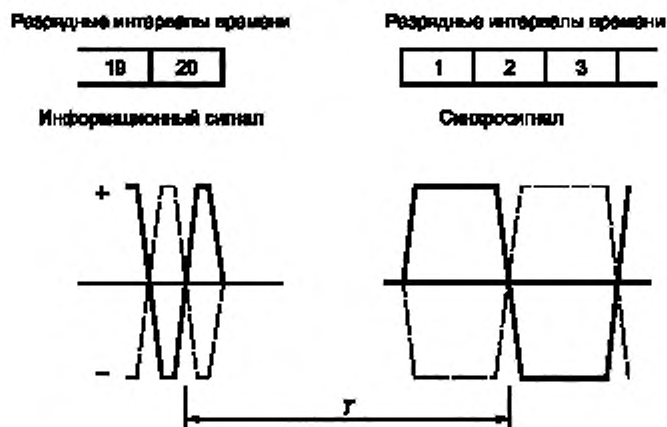 Разрядные интервалы времени
19 20
Информационный сигнал
Разрядные интервалы времени
1 2 3
Синхросигнал
+
−
T